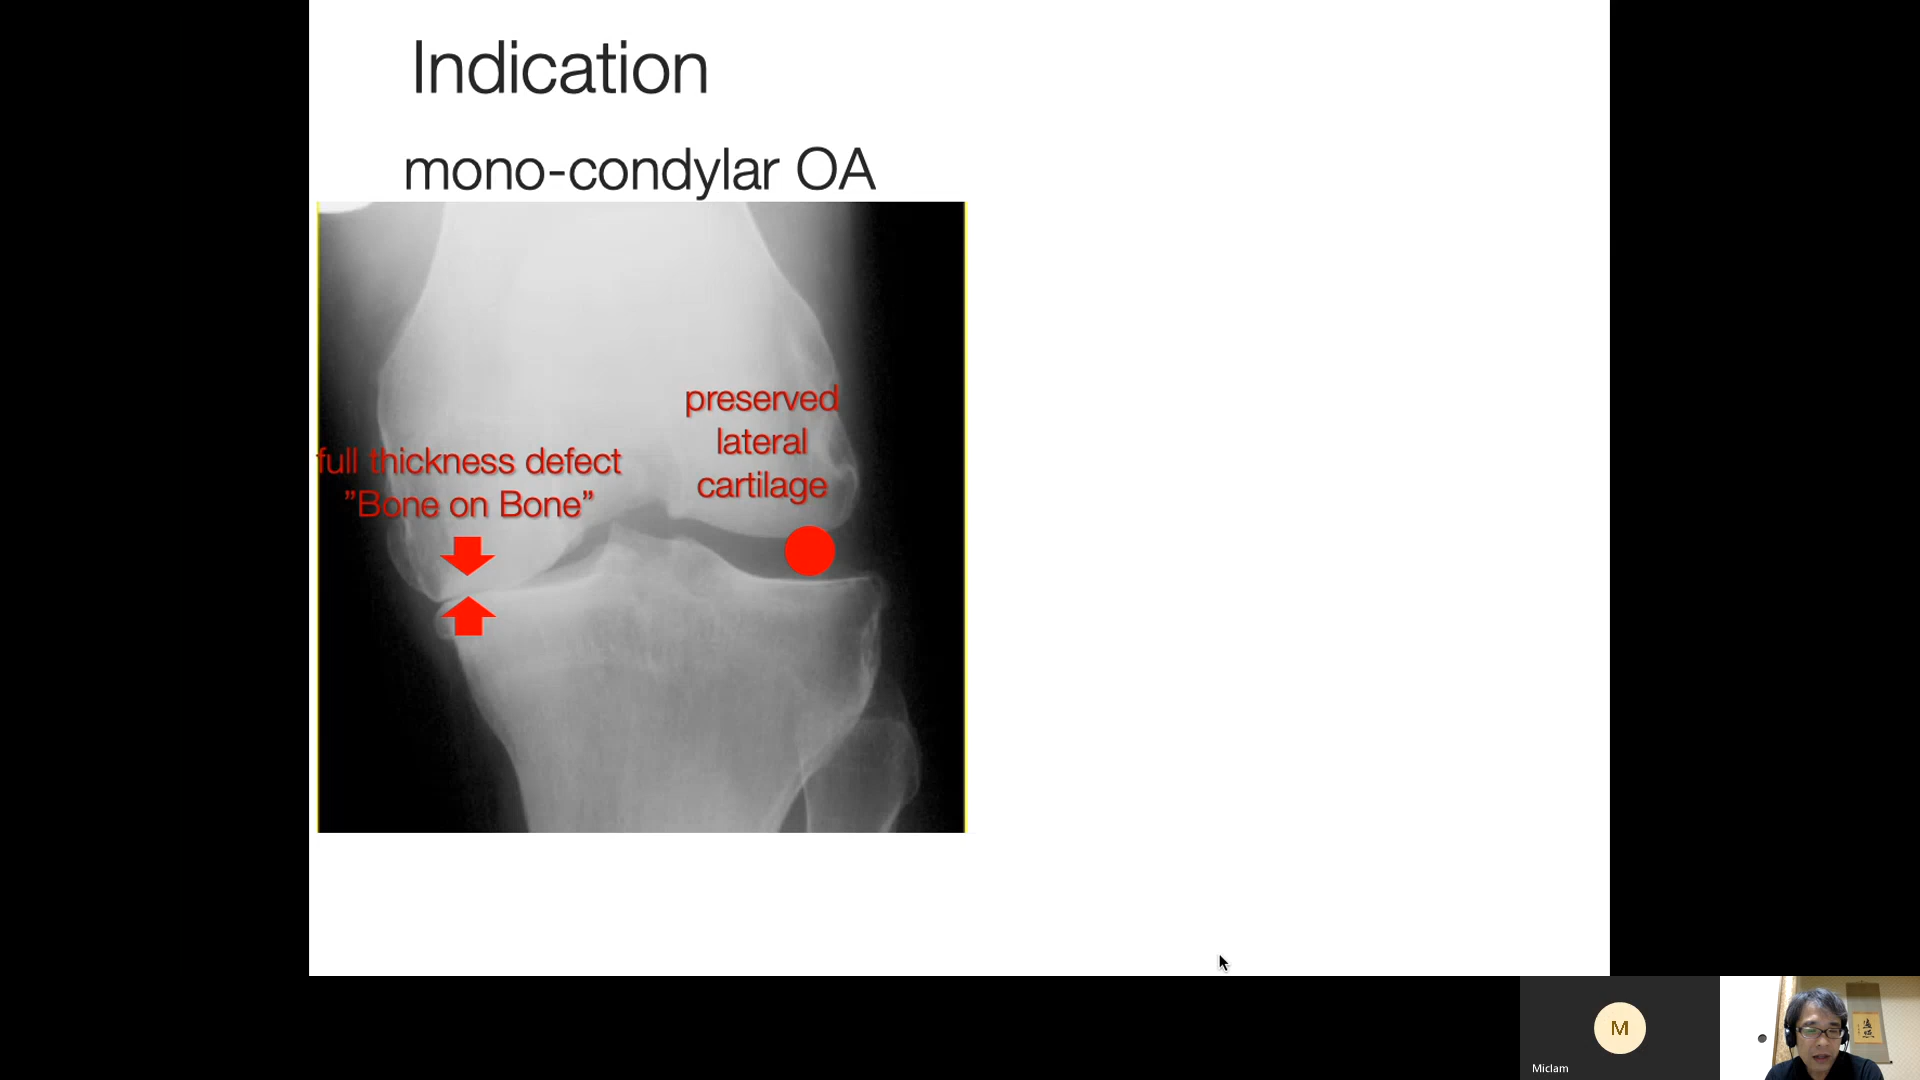 Indication
mono-condylar OA
preserved
lateral
cartilage
full thickness defect
”Bone on Bone”
M
Miclam